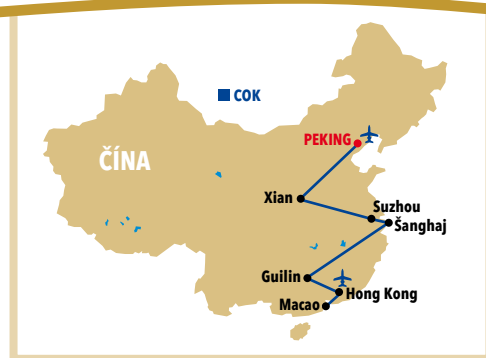 COK
PEKING
ČÍNA
Xian
Suzhou
Šanghaj
Guilin
Hong Kong
Macao